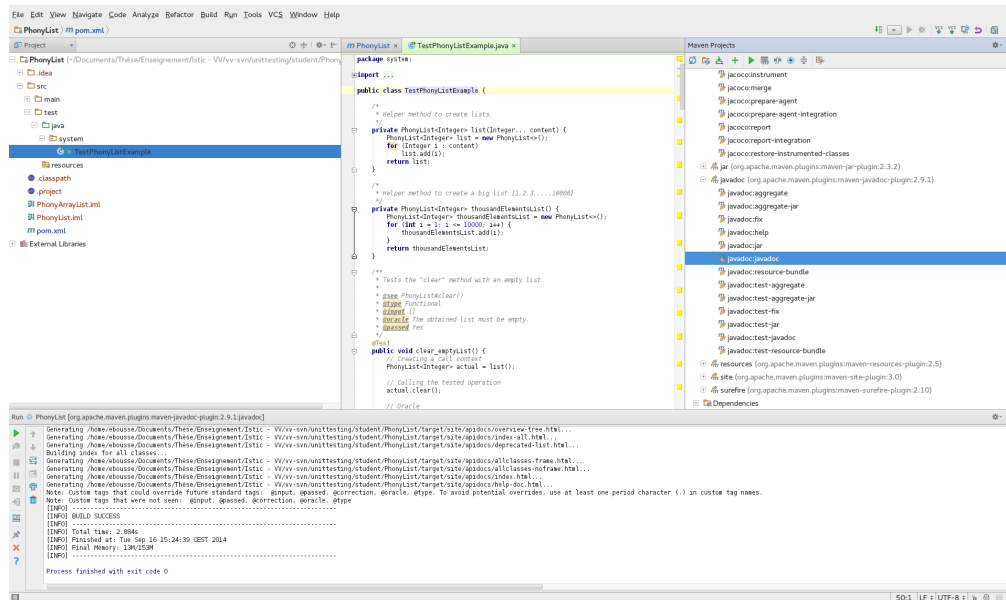 File Edit View Navigate Code Analyze Refactor Build Run Tools VCS Window Help
PhonyList pom.xml
Project
PhonyList (~/Documents/Thèse/Enseignement/Istic - VV/vv-svn/unittesting/student/Phony
.idea
src
main
test
java
system
TestPhonyListExample
resources
.classpath
.project
PhonyArrayList.iml
PhonyList.iml
pom.xml
External Libraries
PhonyList TestPhonyListExample.java
package system;
import ...
public class TestPhonyListExample {
/*
* Helper method to create lists.
*/
private PhonyList<Integer> list(Integer... content) {
PhonyList<Integer> list = new PhonyList<>();
for (Integer i : content)
list.add(i);
return list;
}
/*
* Helper method to create a big list [1,2,3.....10000]
*/
private PhonyList<Integer> thousandElementsList() {
PhonyList<Integer> thousandElementsList = new PhonyList<>();
for (int i = 1; i <= 10000; i++) {
thousandElementsList.add(i);
}
return thousandElementsList;
}
/**
* Tests the "clear" method with an empty list.
*
* @see PhonyList#clear()
* @type Functional
* @input []
* @oracle The obtained list must be empty.
* @passed Yes
*/
@Test
public void clear_emptyList() {
// Creating a call context
PhonyList<Integer> actual = list();
// Calling the tested operation
actual.clear();
// Oracle
Maven Projects
jacoco:instrument
jacoco:merge
jacoco:prepare-agent
jacoco:prepare-agent-integration
jacoco:report
jacoco:report-integration
jacoco:restore-instrumented-classes
jar (org.apache.maven.plugins:maven-jar-plugin:2.3.2)
javadoc (org.apache.maven.plugins:maven-javadoc-plugin:2.9.1)
javadoc:aggregate
javadoc:aggregate-jar
javadoc:fix
javadoc:help
javadoc:jar
javadoc:javadoc
javadoc:resource-bundle
javadoc:test-aggregate
javadoc:test-aggregate-jar
javadoc:test-fix
javadoc:test-jar
javadoc:test-javadoc
javadoc:test-resource-bundle
resources (org.apache.maven.plugins:maven-resources-plugin:2.5)
site (org.apache.maven.plugins:maven-site-plugin:3.0)
surefire (org.apache.maven.plugins:maven-surefire-plugin:2.10)
Dependencies
Run PhonyList [org.apache.maven.plugins:maven-javadoc-plugin:2.9.1:javadoc]
Generating /home/ebousse/Documents/Thèse/Enseignement/Istic - VV/vv-svn/unittesting/student/PhonyList/target/site/apidocs/overview-tree.html...
Generating /home/ebousse/Documents/Thèse/Enseignement/Istic - VV/vv-svn/unittesting/student/PhonyList/target/site/apidocs/index-all.html...
Generating /home/ebousse/Documents/Thèse/Enseignement/Istic - VV/vv-svn/unittesting/student/PhonyList/target/site/apidocs/deprecated-list.html...
Building index for all classes...
Generating /home/ebousse/Documents/Thèse/Enseignement/Istic - VV/vv-svn/unittesting/student/PhonyList/target/site/apidocs/allclasses-frame.html...
Generating /home/ebousse/Documents/Thèse/Enseignement/Istic - VV/vv-svn/unittesting/student/PhonyList/target/site/apidocs/allclasses-noframe.html...
Generating /home/ebousse/Documents/Thèse/Enseignement/Istic - VV/vv-svn/unittesting/student/PhonyList/target/site/apidocs/index.html...
Generating /home/ebousse/Documents/Thèse/Enseignement/Istic - VV/vv-svn/unittesting/student/PhonyList/target/site/apidocs/help-doc.html...
Note: Custom tags that could override future standard tags: @input, @passed, @correction, @oracle, @type. To avoid potential overrides, use at least one period character (.) in custom tag names.
Note: Custom tags that were not seen: @input, @passed, @correction, @oracle, @type
[INFO] ------------------------------------------------------------------------
[INFO] BUILD SUCCESS
[INFO] ------------------------------------------------------------------------
[INFO] Total time: 2.884s
[INFO] Finished at: Tue Sep 16 15:24:39 CEST 2014
[INFO] Final Memory: 13M/153M
[INFO] ------------------------------------------------------------------------
Process finished with exit code 0
50:1 LF UTF-8